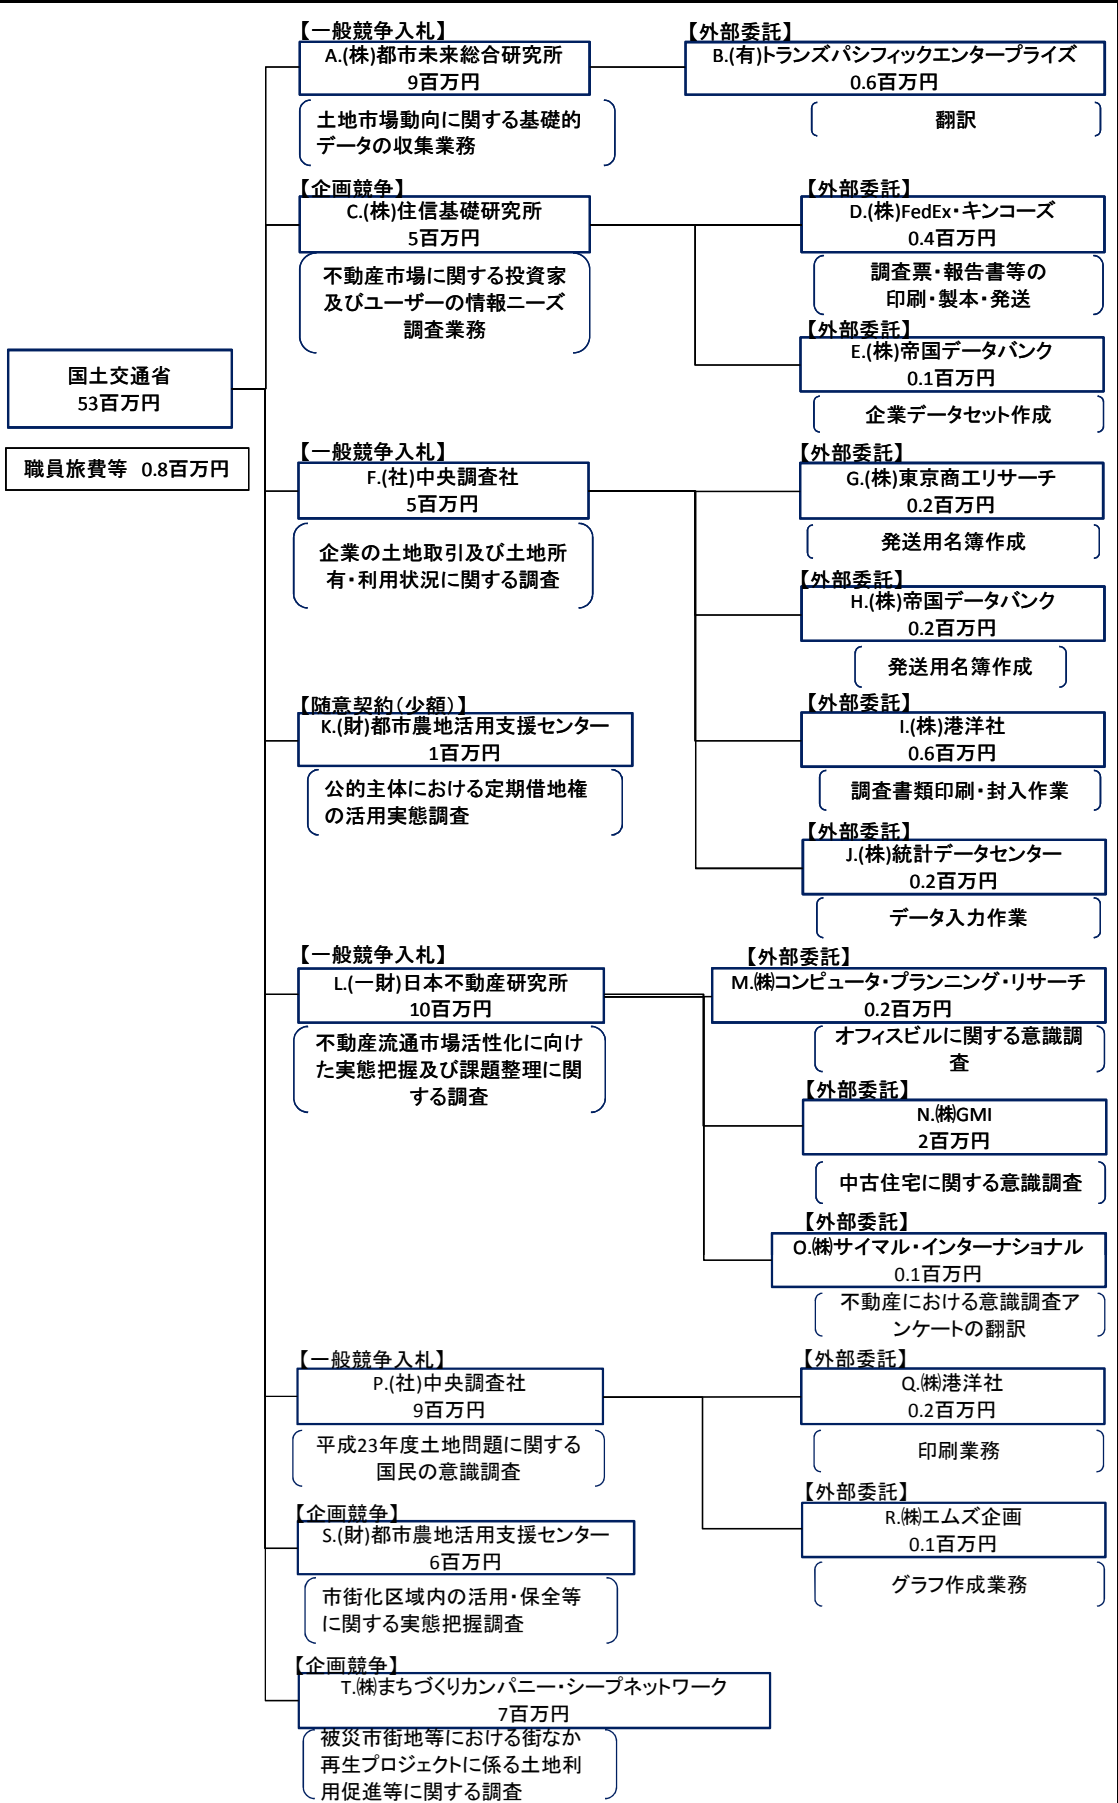 【一般競争入札】
A.(株)都市未来総合研究所
9百万円
土地市場動向に関する基礎的
データの収集業務
【外部委託】
B.(有)トランズパシフィックエンタープライズ
0.6百万円
翻訳
【企画競争】
C.(株)住信基礎研究所
5百万円
不動産市場に関する投資家
及びユーザーの情報ニーズ
調査業務
【外部委託】
D.(株)FedEx・キンコーズ
0.4百万円
調査票・報告書等の
印刷・製本・発送
【外部委託】
E.(株)帝国データバンク
0.1百万円
企業データセット作成
国土交通省
53百万円
職員旅費等 0.8百万円
【一般競争入札】
F.(社)中央調査社
5百万円
企業の土地取引及び土地所
有・利用状況に関する調査
【外部委託】
G.(株)東京商工リサーチ
0.2百万円
発送用名簿作成
【外部委託】
H.(株)帝国データバンク
0.2百万円
発送用名簿作成
【随意契約(少額)】
K.(財)都市農地活用支援センター
1百万円
公的主体における定期借地権
の活用実態調査
【外部委託】
I.(株)港洋社
0.6百万円
調査書類印刷・封入作業
【外部委託】
J.(株)統計データセンター
0.2百万円
データ入力作業
【一般競争入札】
L.(一財)日本不動産研究所
10百万円
不動産流通市場活性化に向け
た実態把握及び課題整理に関
する調査
【外部委託】
M.㈱コンピュータ・プランニング・リサーチ
0.2百万円
オフィスビルに関する意識調
査
【外部委託】
N.㈱GMI
2百万円
中古住宅に関する意識調査
【外部委託】
O.㈱サイマル・インターナショナル
0.1百万円
不動産における意識調査ア
ンケートの翻訳
【一般競争入札】
P.(社)中央調査社
9百万円
平成23年度土地問題に関する
国民の意識調査
【外部委託】
Q.㈱港洋社
0.2百万円
印刷業務
【外部委託】
R.㈱エムズ企画
0.1百万円
グラフ作成業務
【企画競争】
S.(財)都市農地活用支援センター
6百万円
市街化区域内の活用・保全等
に関する実態把握調査
【企画競争】
T.㈱まちづくりカンパニー・シープネットワーク
7百万円
被災市街地等における街なか
再生プロジェクトに係る土地利
用促進等に関する調査